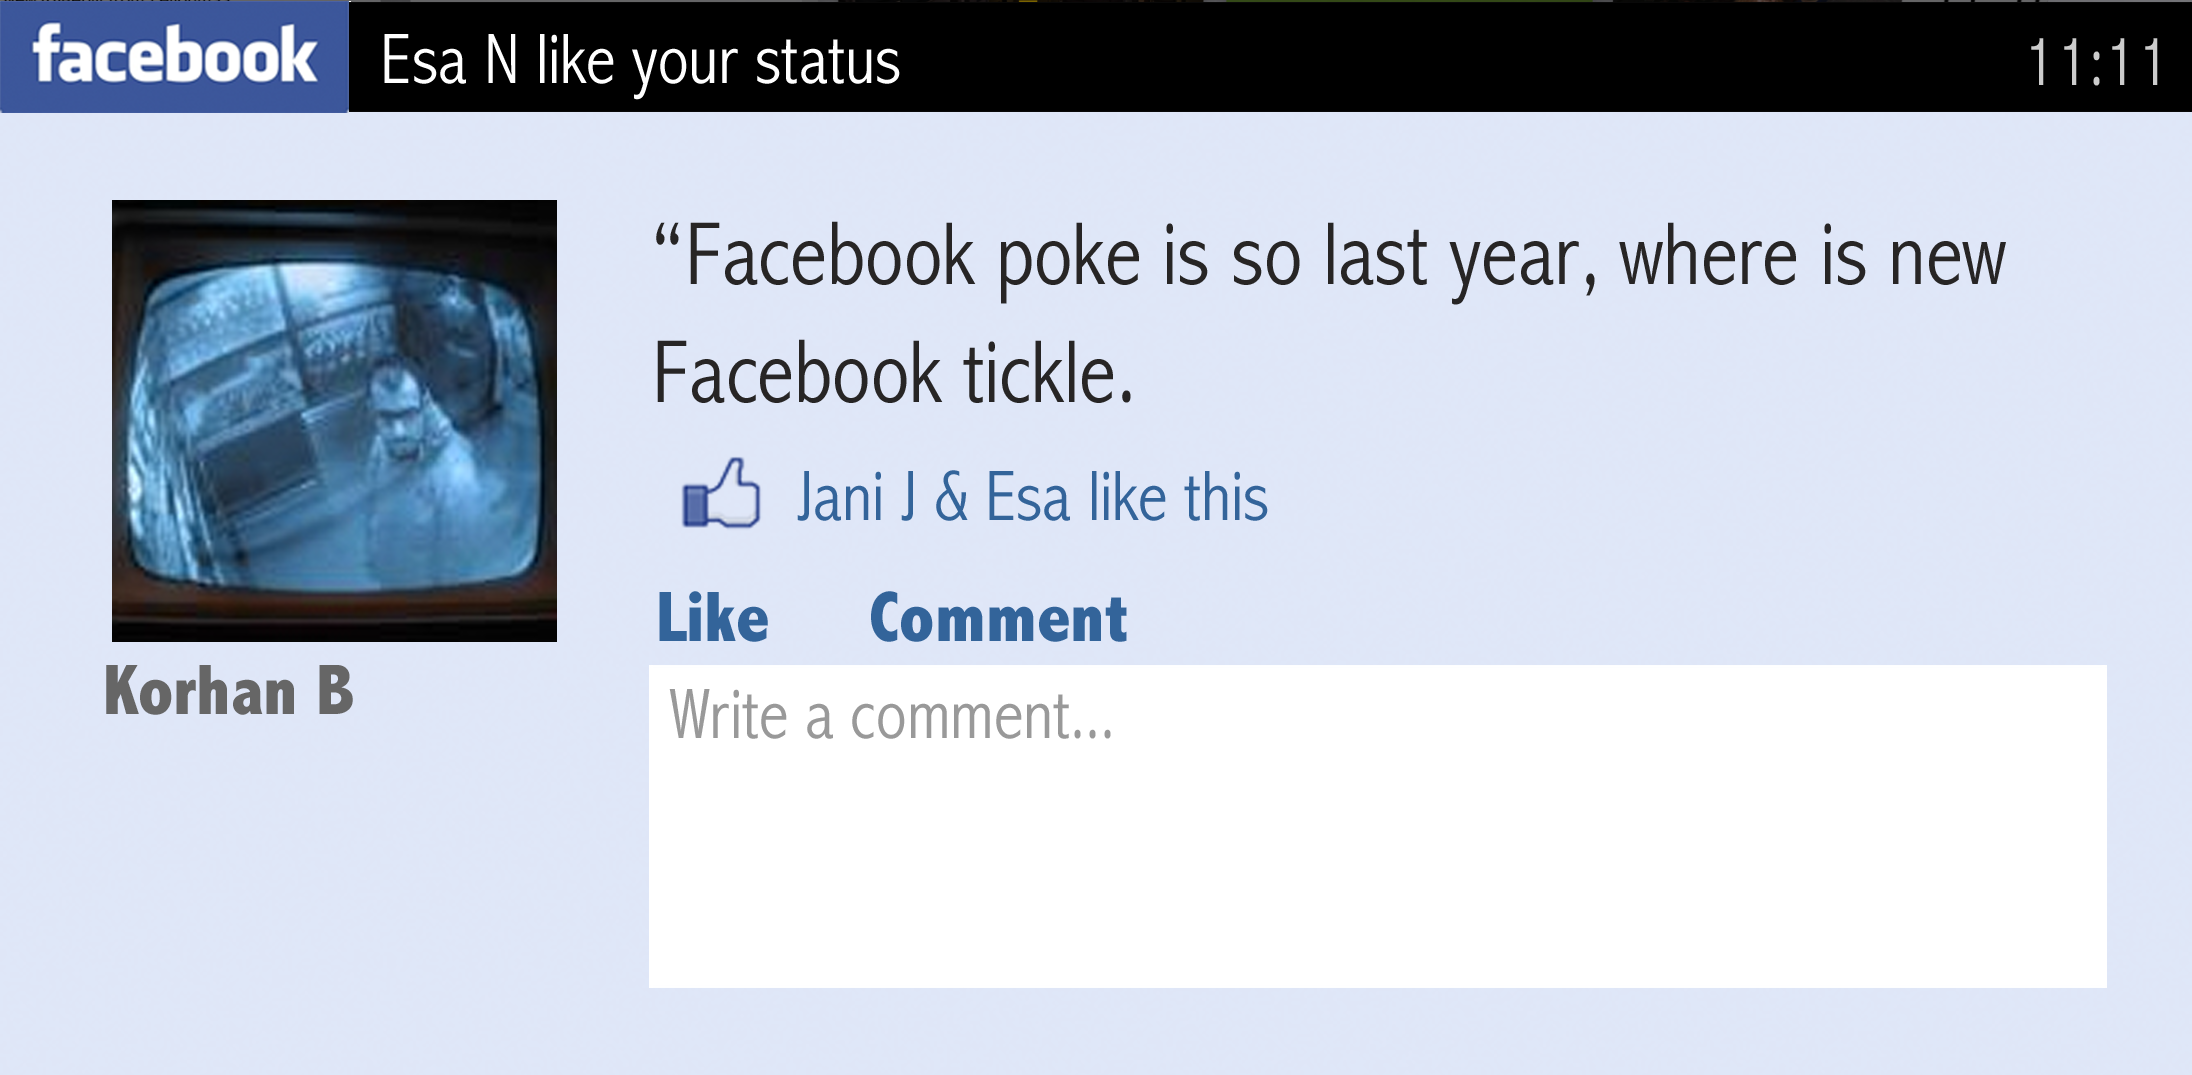 facebook Esa N like your status 11:11
“Facebook poke is so last year, where is new
Facebook tickle.
Jani J & Esa like this
Like Comment
Korhan B
Write a comment...